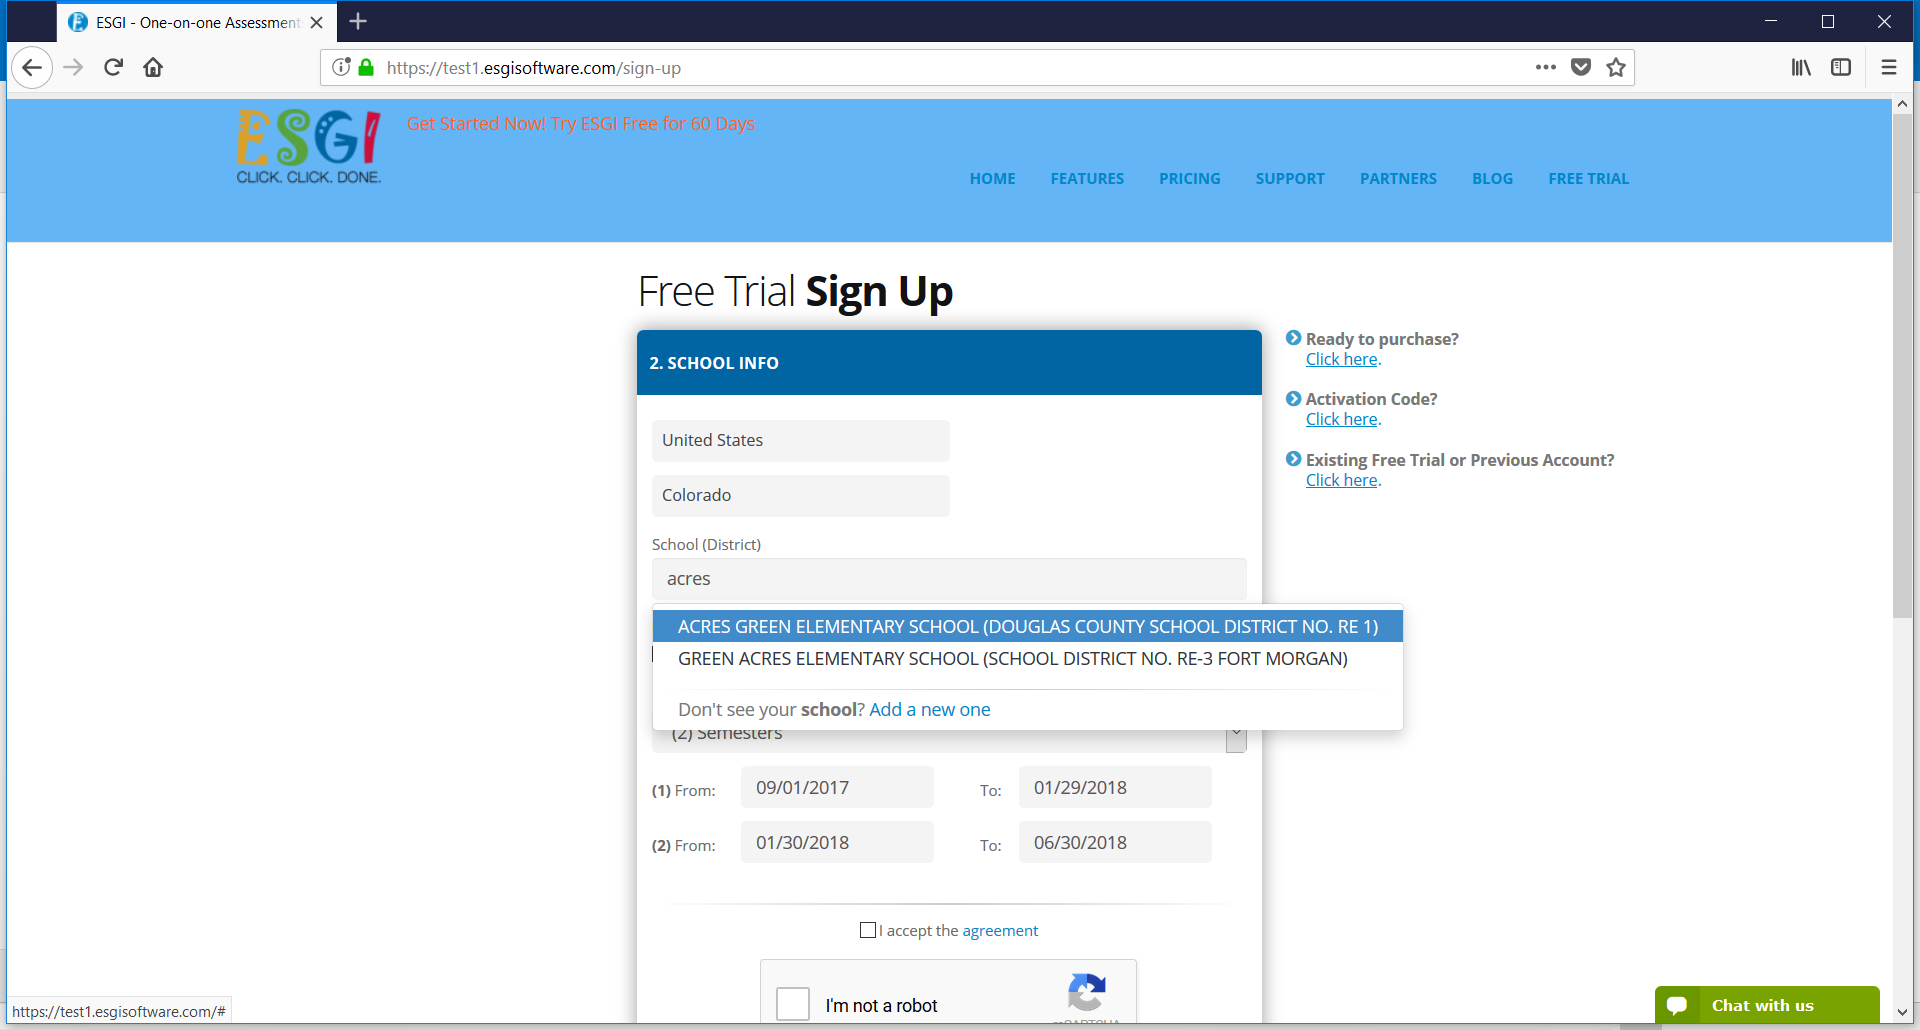 ESGI - One-on-one Assessment
https://test1.esgisoftware.com/sign-up
ESGI
CLICK. CLICK. DONE.
Get Started Now! Try ESGI Free for 60 Days
HOME FEATURES PRICING SUPPORT PARTNERS BLOG FREE TRIAL
Free Trial Sign Up
2. SCHOOL INFO
United States
Colorado
School (District)
acres
ACRES GREEN ELEMENTARY SCHOOL (DOUGLAS COUNTY SCHOOL DISTRICT NO. RE 1)
GREEN ACRES ELEMENTARY SCHOOL (SCHOOL DISTRICT NO. RE-3 FORT MORGAN)
Don't see your school? Add a new one
(2) Semesters
(1) From: 09/01/2017 To: 01/29/2018
(2) From: 01/30/2018 To: 06/30/2018
I accept the agreement
I'm not a robot
reCAPTCHA
Ready to purchase?
Click here.
Activation Code?
Click here.
Existing Free Trial or Previous Account?
Click here.
Chat with us
https://test1.esgisoftware.com/#